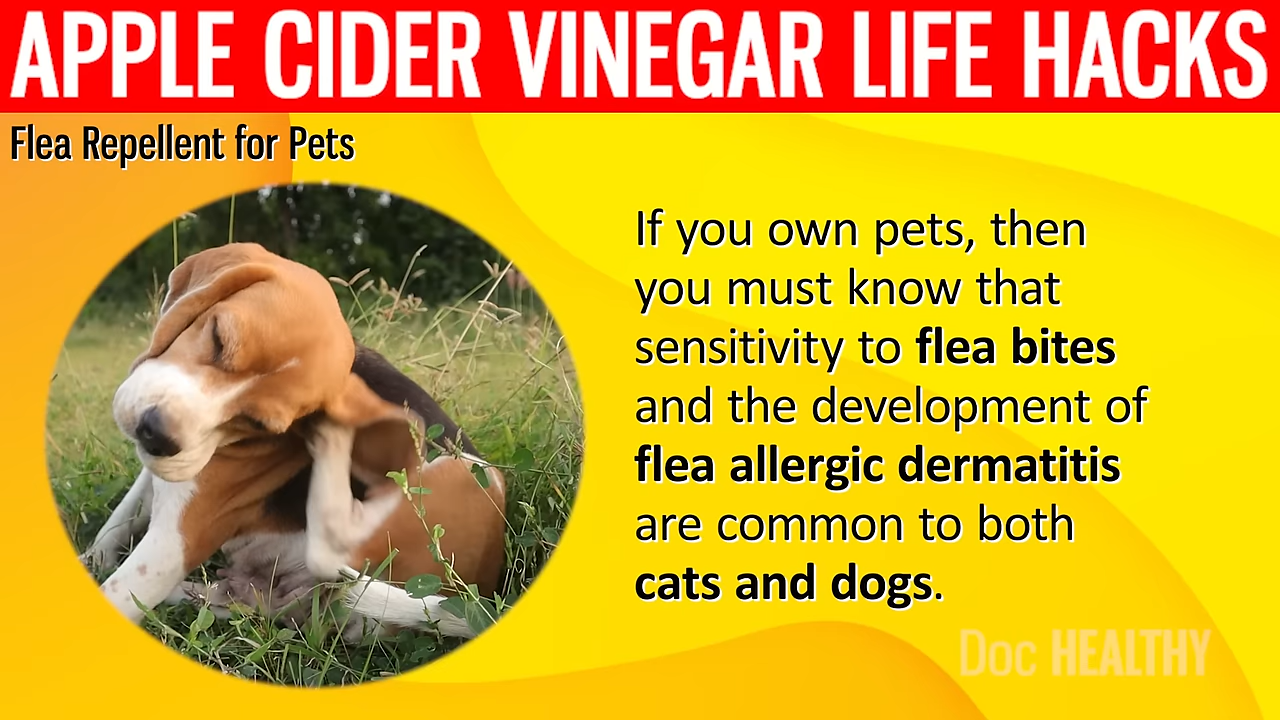 APPLE CIDER VINEGAR LIFE HACKS
Flea Repellent for Pets
If you own pets, then
you must know that
sensitivity to flea bites
and the development of
flea allergic dermatitis
are common to both
cats and dogs.
Doc HEALTHY